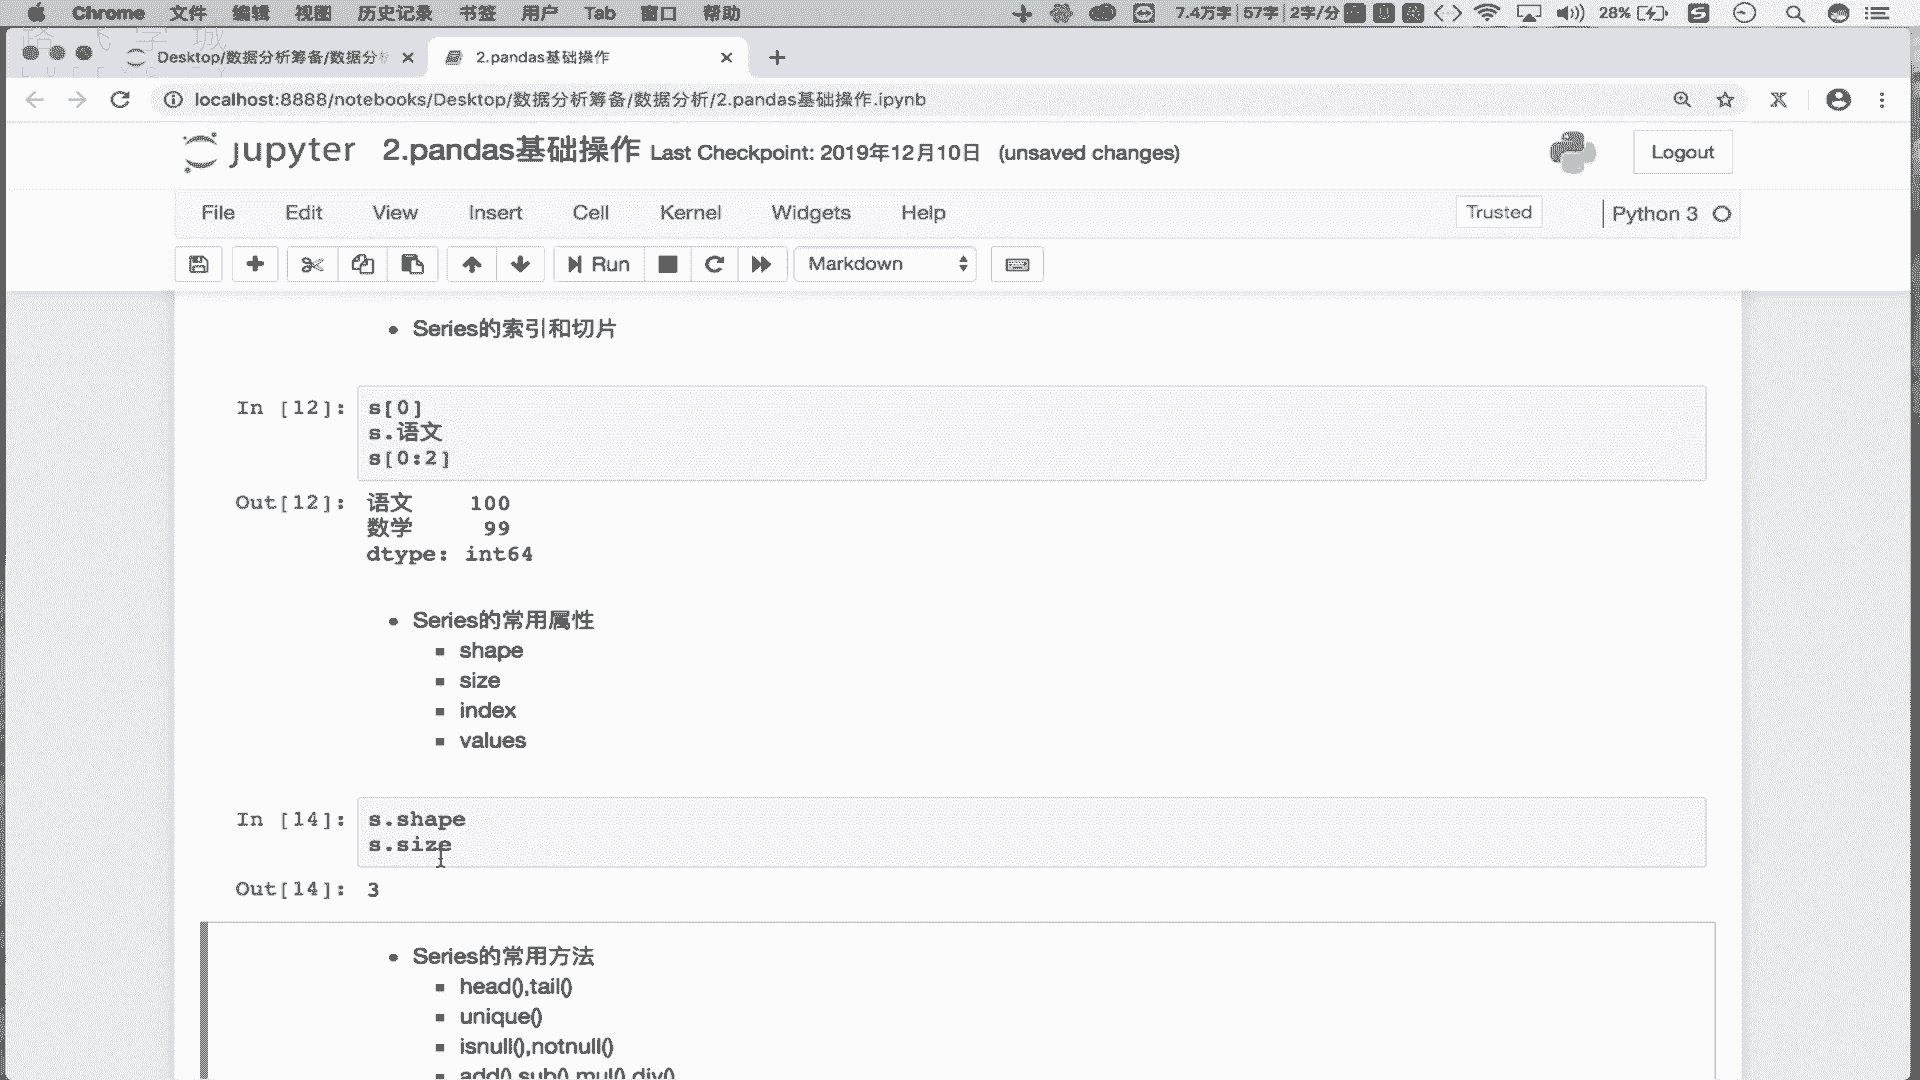 Chrome 文件 编辑 视图 历史记录 书签 用户 Tab 窗口 帮助 7.4万字 57字 2字/分 28%
Desktop/数据分析筹备/数据分析 2.pandas基础操作
localhost:8888/notebooks/Desktop/数据分析筹备/数据分析/2.pandas基础操作.ipynb
jupyter 2.pandas基础操作 Last Checkpoint: 2019年12月10日 (unsaved changes) Logout
File Edit View Insert Cell Kernel Widgets Help Trusted Python 3
Run Markdown
Series的索引和切片
In [12]: s[0]
s.语文
s[0:2]
Out[12]: 语文 100
数学 99
dtype: int64
Series的常用属性
shape
size
index
values
In [14]: s.shape
s.size
Out[14]: 3
Series的常用方法
head(),tail()
unique()
isnull(),notnull()
add() sub() mul() div()